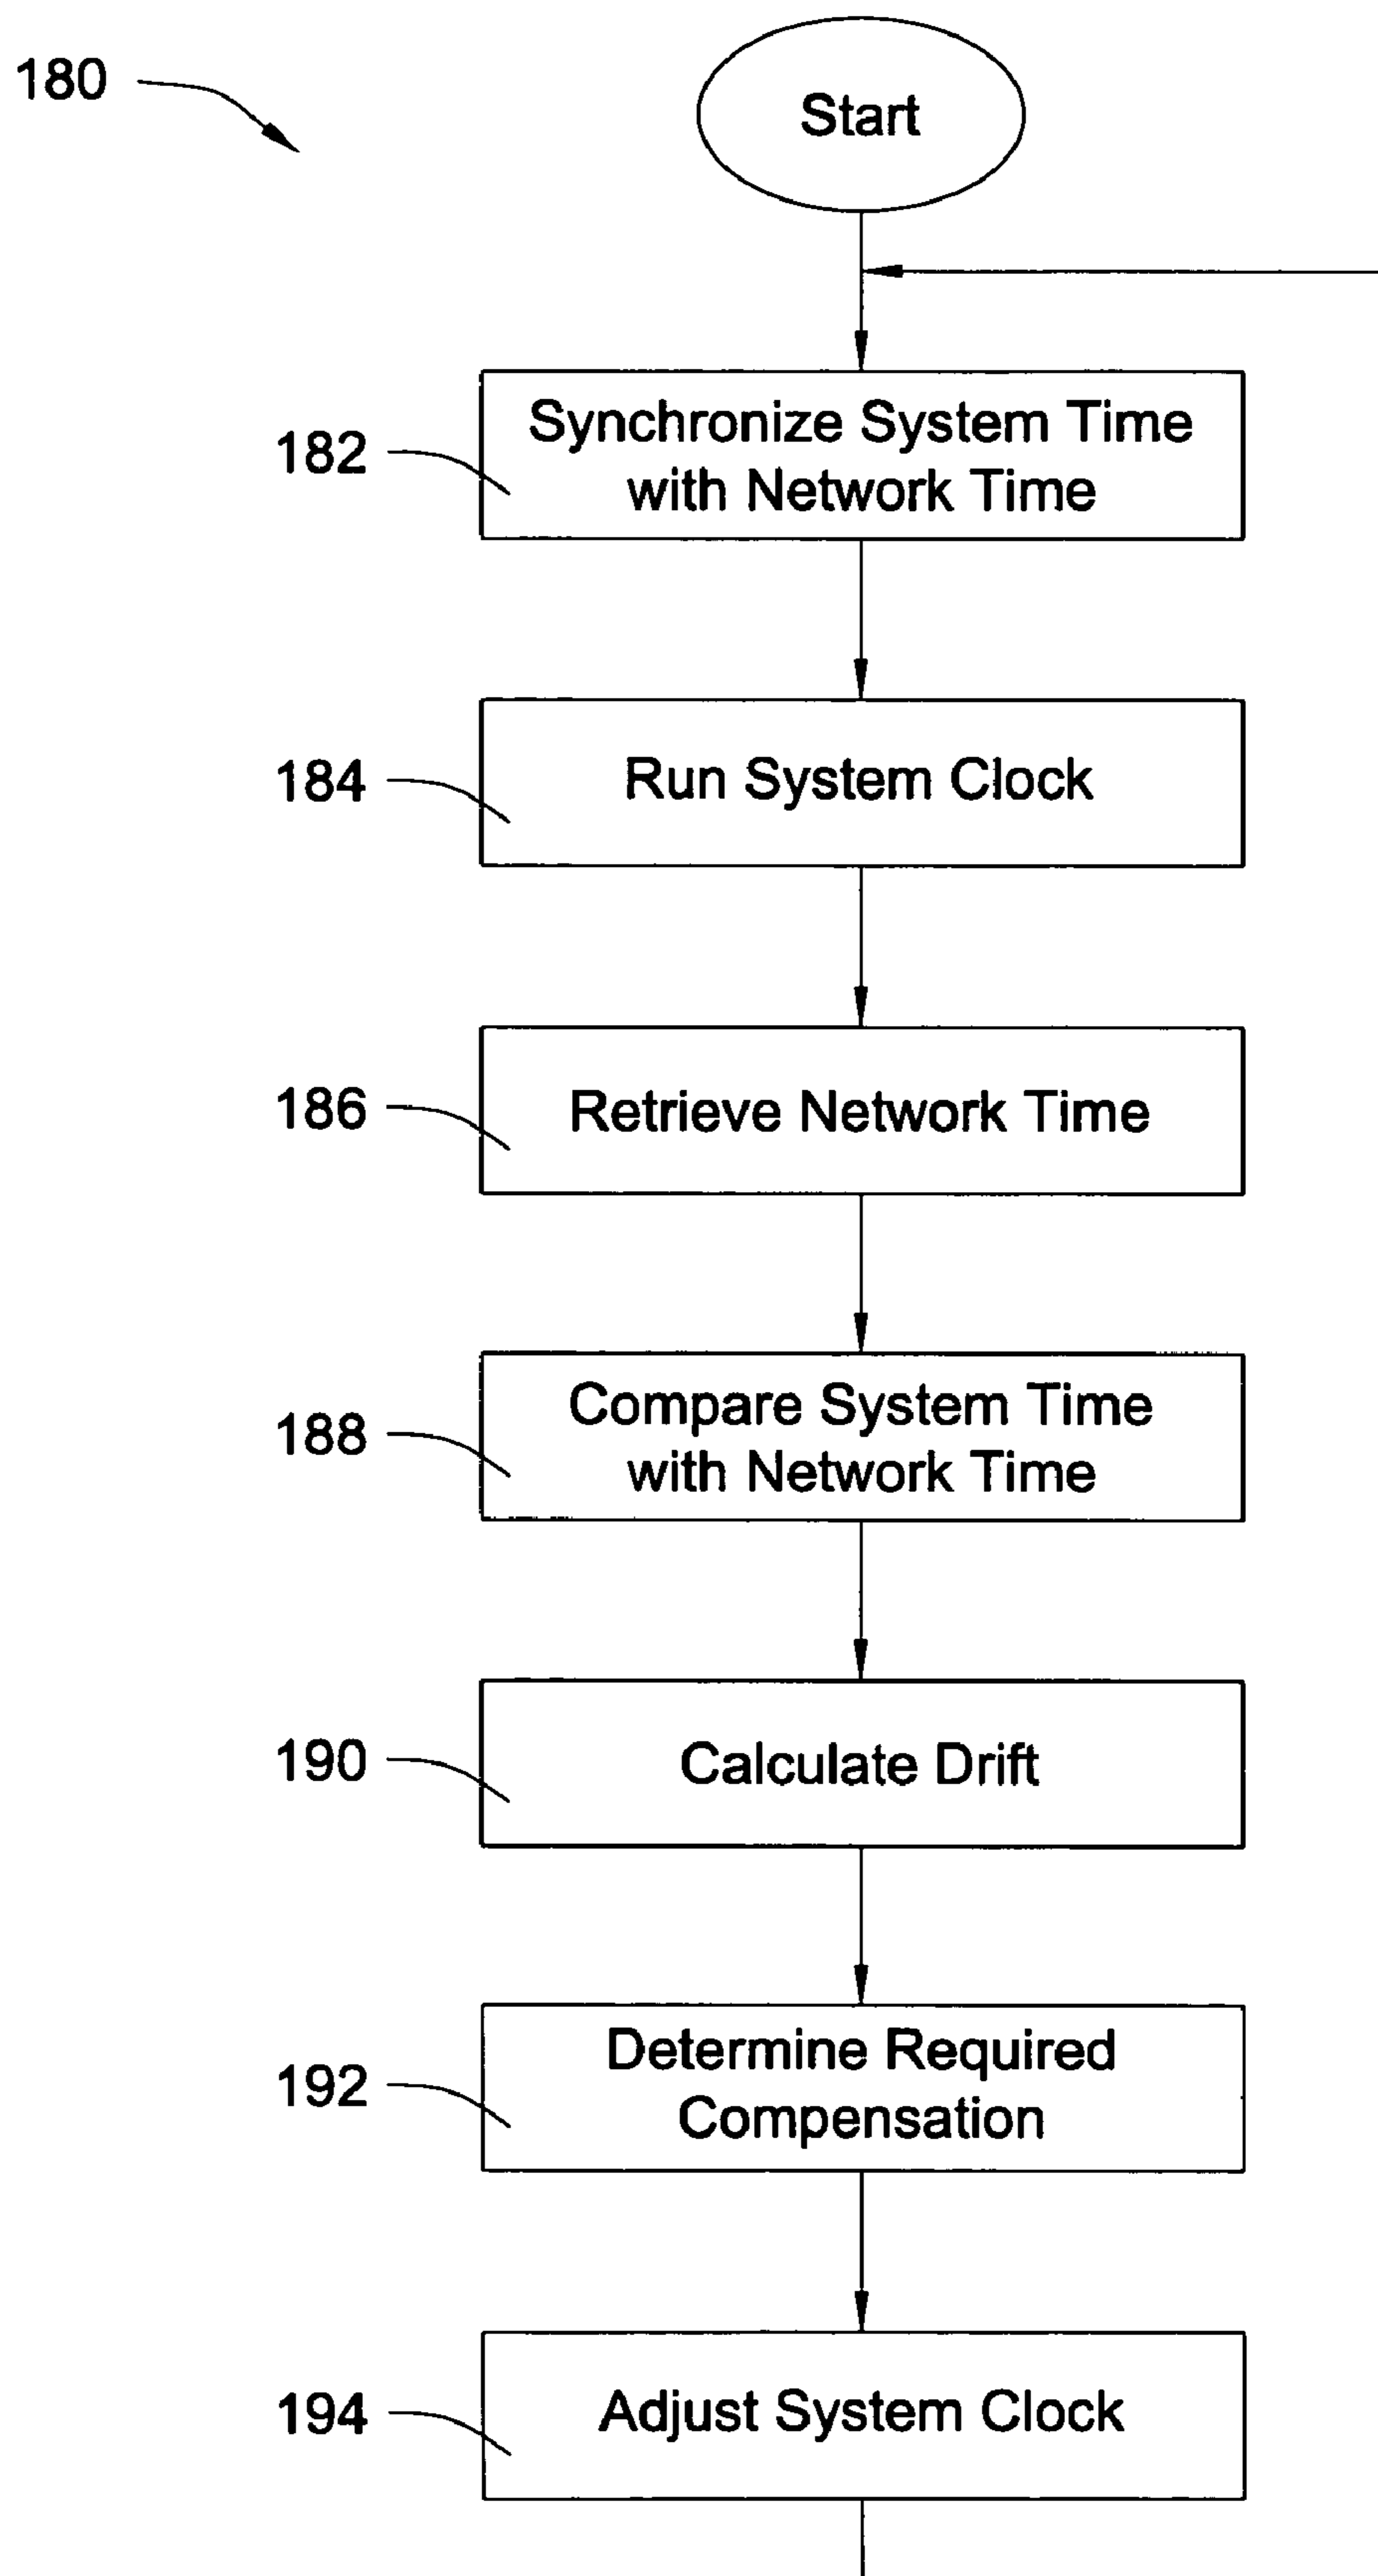 180
Start
182
Synchronize System Time
with Network Time
184
Run System Clock
186
Retrieve Network Time
188
Compare System Time
with Network Time
190
Calculate Drift
192
Determine Required
Compensation
194
Adjust System Clock